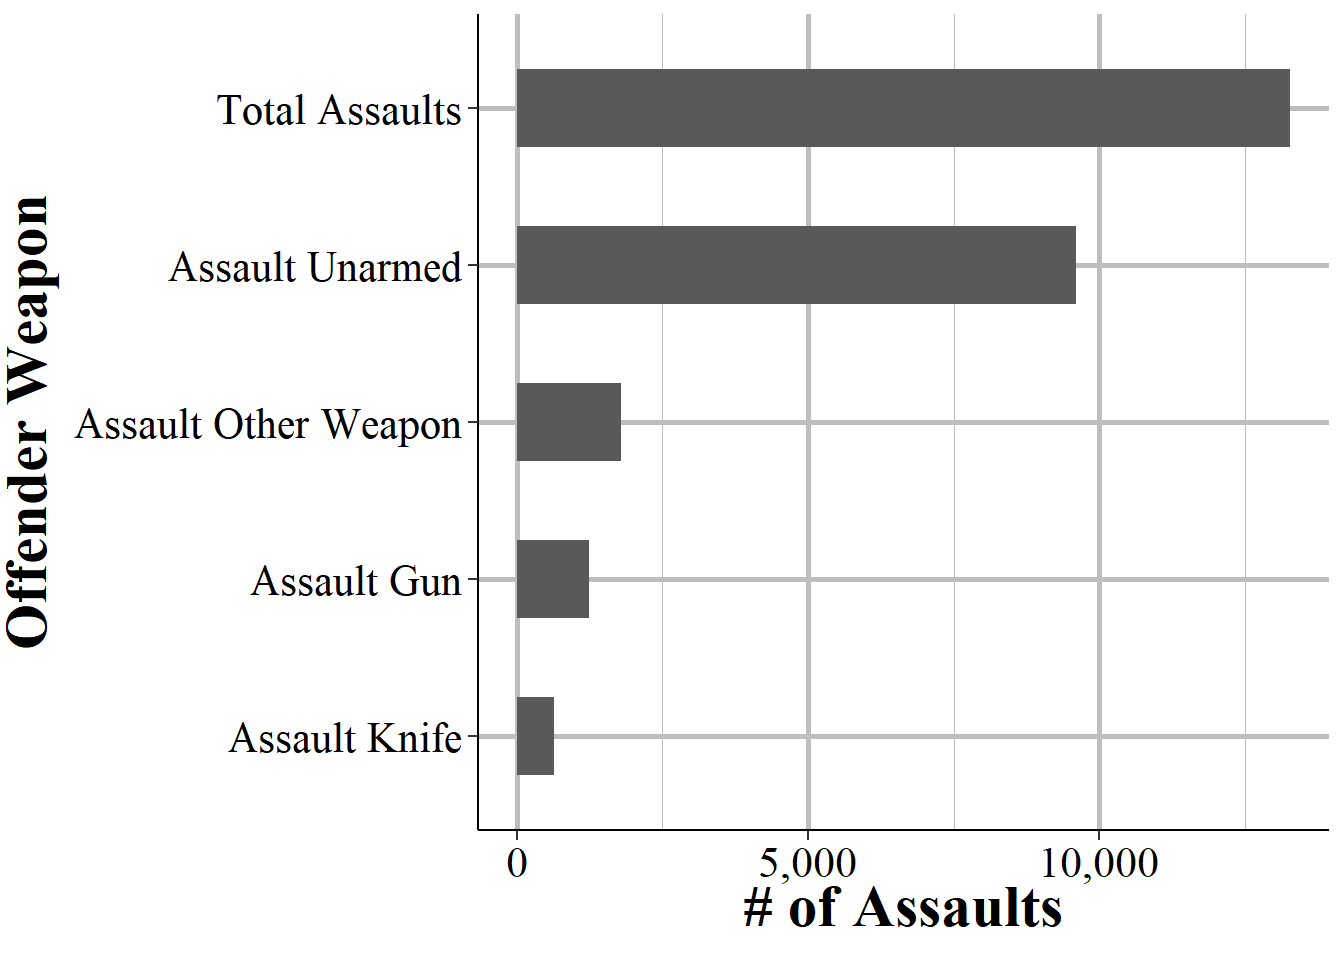 Offender Weapon
Total Assaults
Assault Unarmed
Assault Other Weapon
Assault Gun
Assault Knife
0 5,000 10,000
# of Assaults